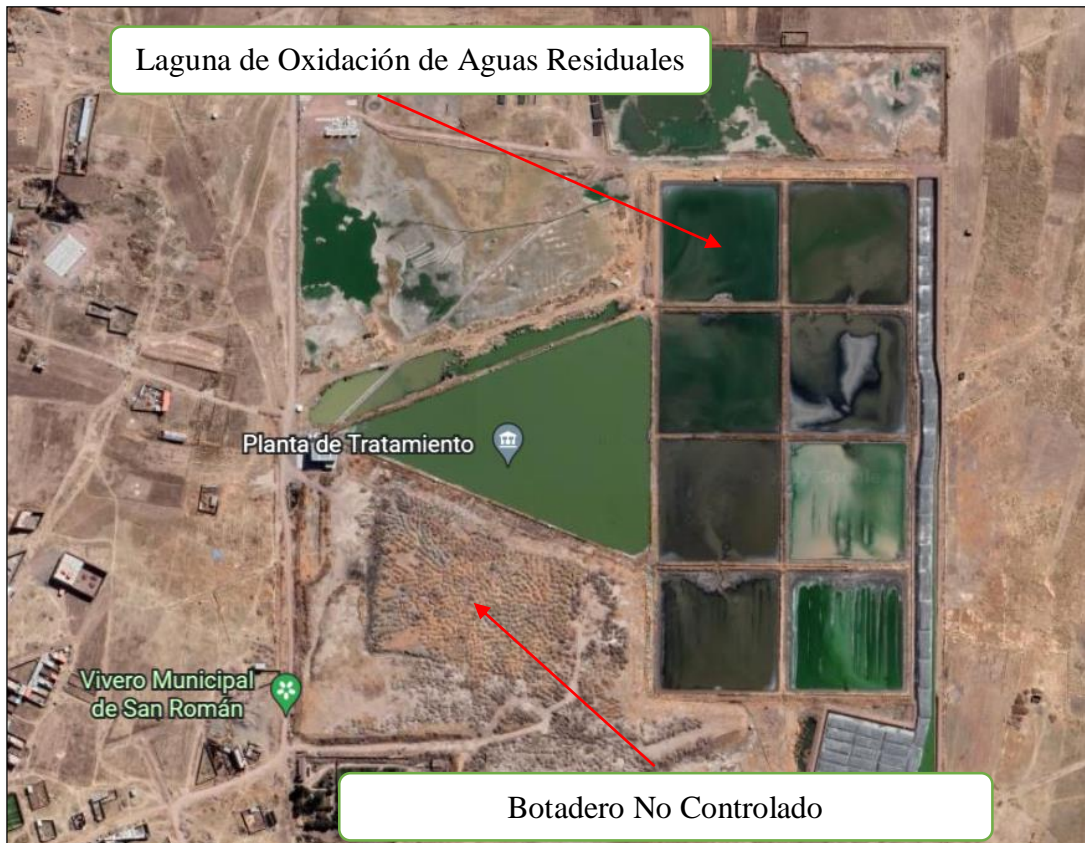 Laguna de Oxidación de Aguas Residuales
Planta de Tratamiento
Vivero Municipal
de San Román
Botadero No Controlado